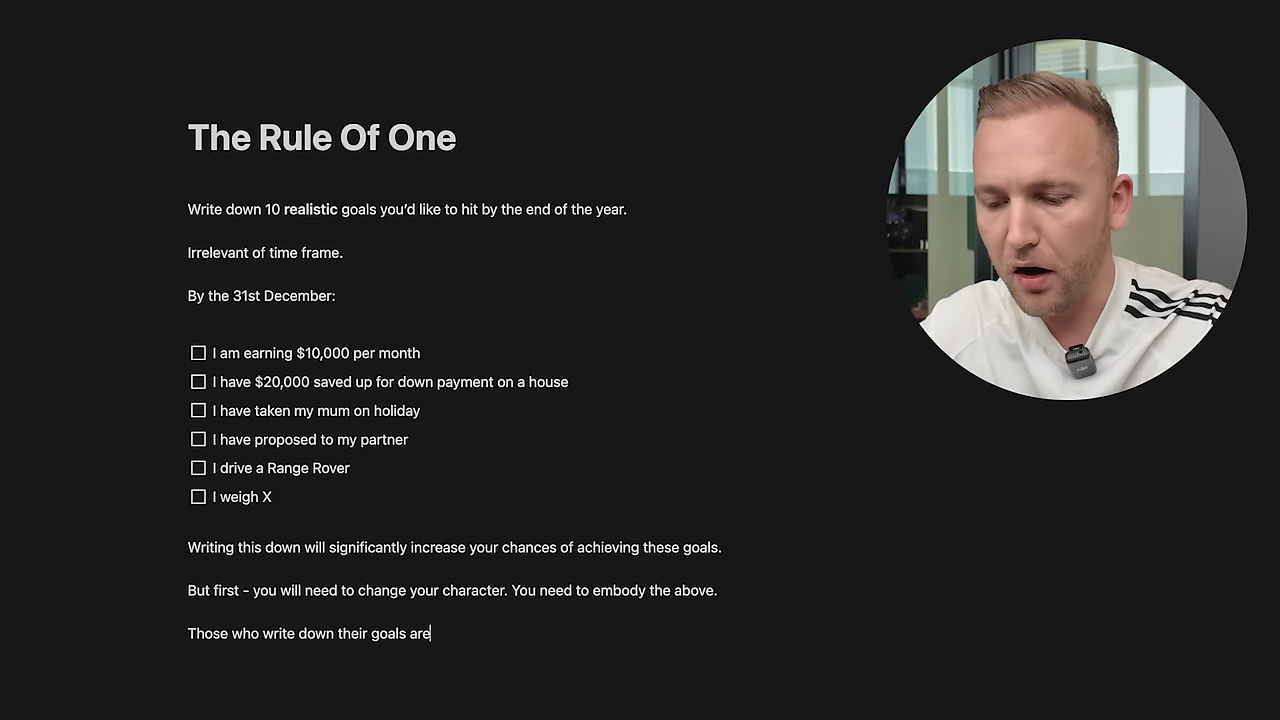 The Rule Of One
Write down 10 realistic goals you’d like to hit by the end of the year.
Irrelevant of time frame.
By the 31st December:
I am earning $10,000 per month
I have $20,000 saved up for down payment on a house
I have taken my mum on holiday
I have proposed to my partner
I drive a Range Rover
I weigh X
Writing this down will significantly increase your chances of achieving these goals.
But first - you will need to change your character. You need to embody the above.
Those who write down their goals are